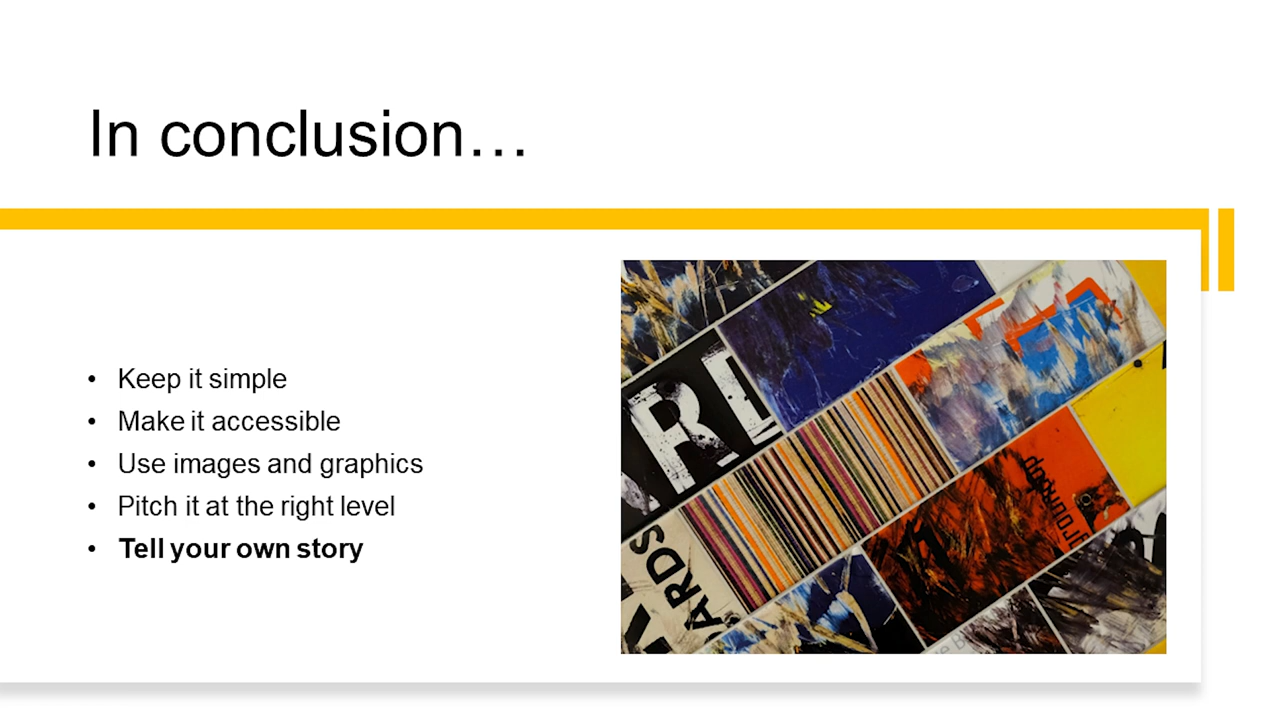 In conclusion…
• Keep it simple
• Make it accessible
• Use images and graphics
• Pitch it at the right level
• Tell your own story
ARDS